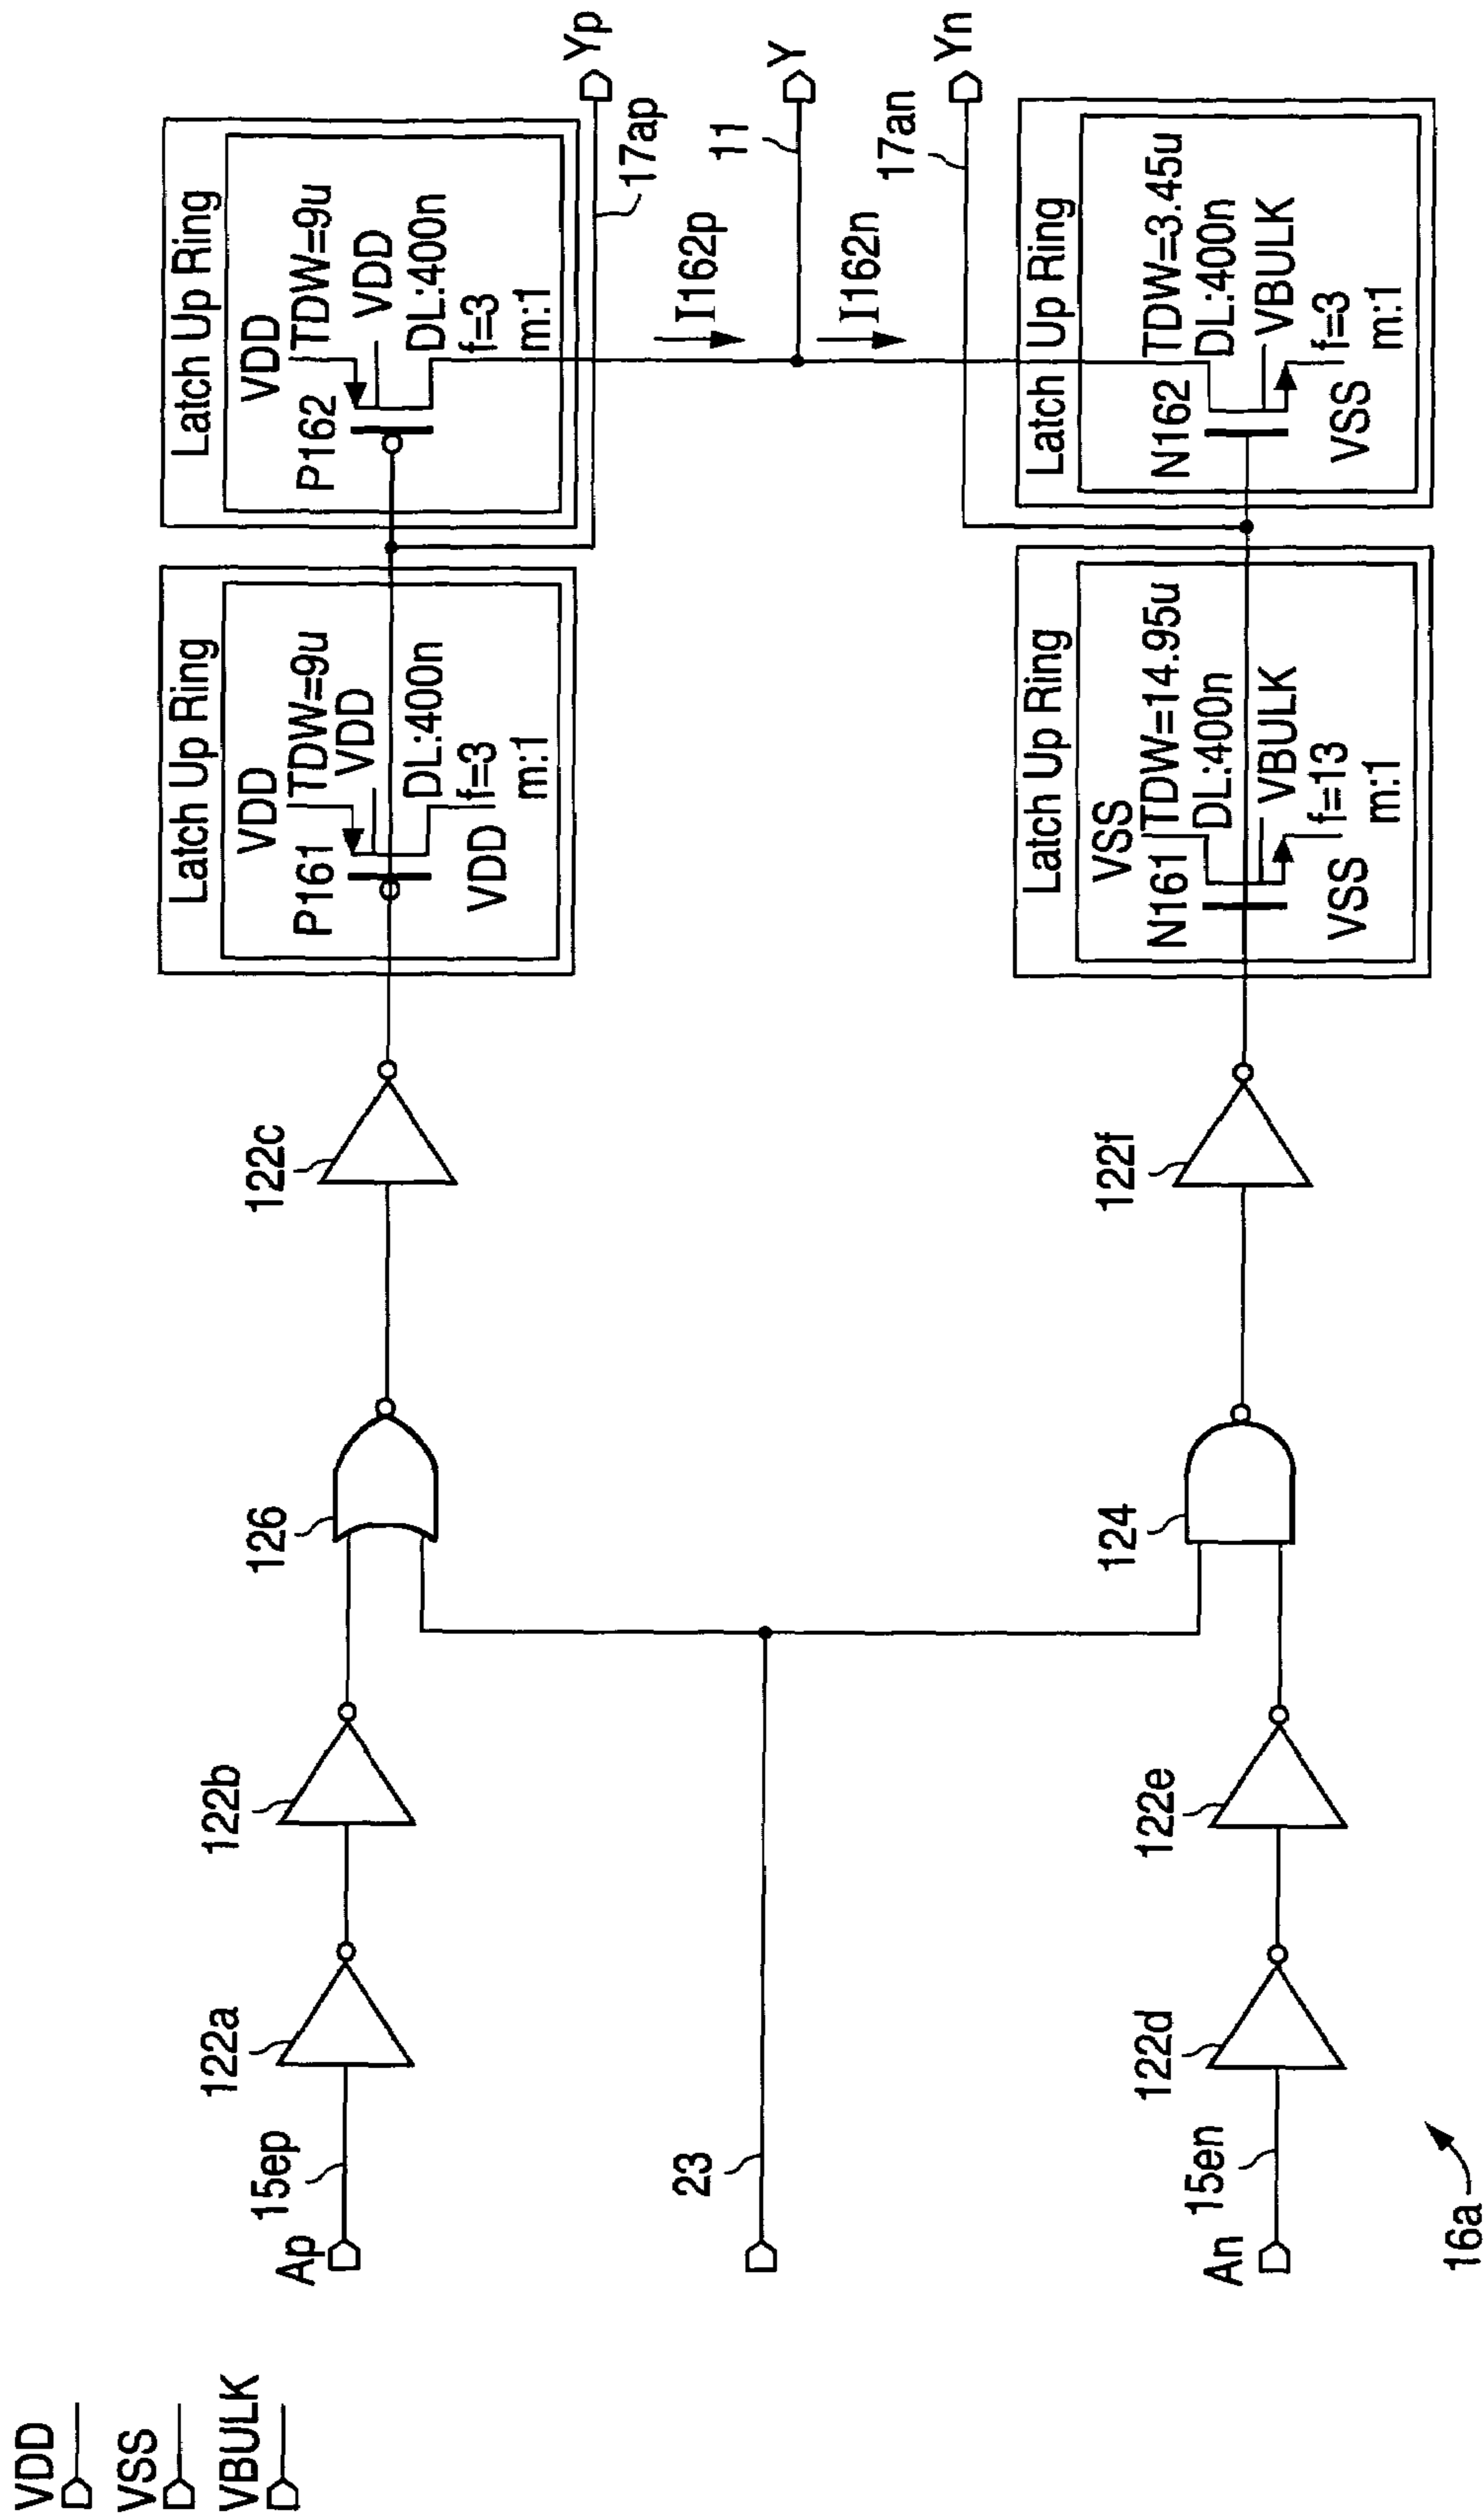 VDD
VSS
VBULK
Ap
15ep
122a
122b
126
122c
Latch Up Ring
VDD
P161
TDW=9u
VDD
DL:400n
f=3
m:1
VDD
Latch Up Ring
VDD
P162
TDW=9u
VDD
DL:400n
f=3
m:1
Yp
17ap
23
I162p
11
Y
I162n
17an
Yn
An
15en
122d
122e
124
122f
Latch Up Ring
VSS
N161
TDW=14.95u
DL:400n
VBULK
VSS
f=13
m:1
Latch Up Ring
N162
TDW=3.45u
DL:400n
VBULK
VSS
f=3
m:1
16a